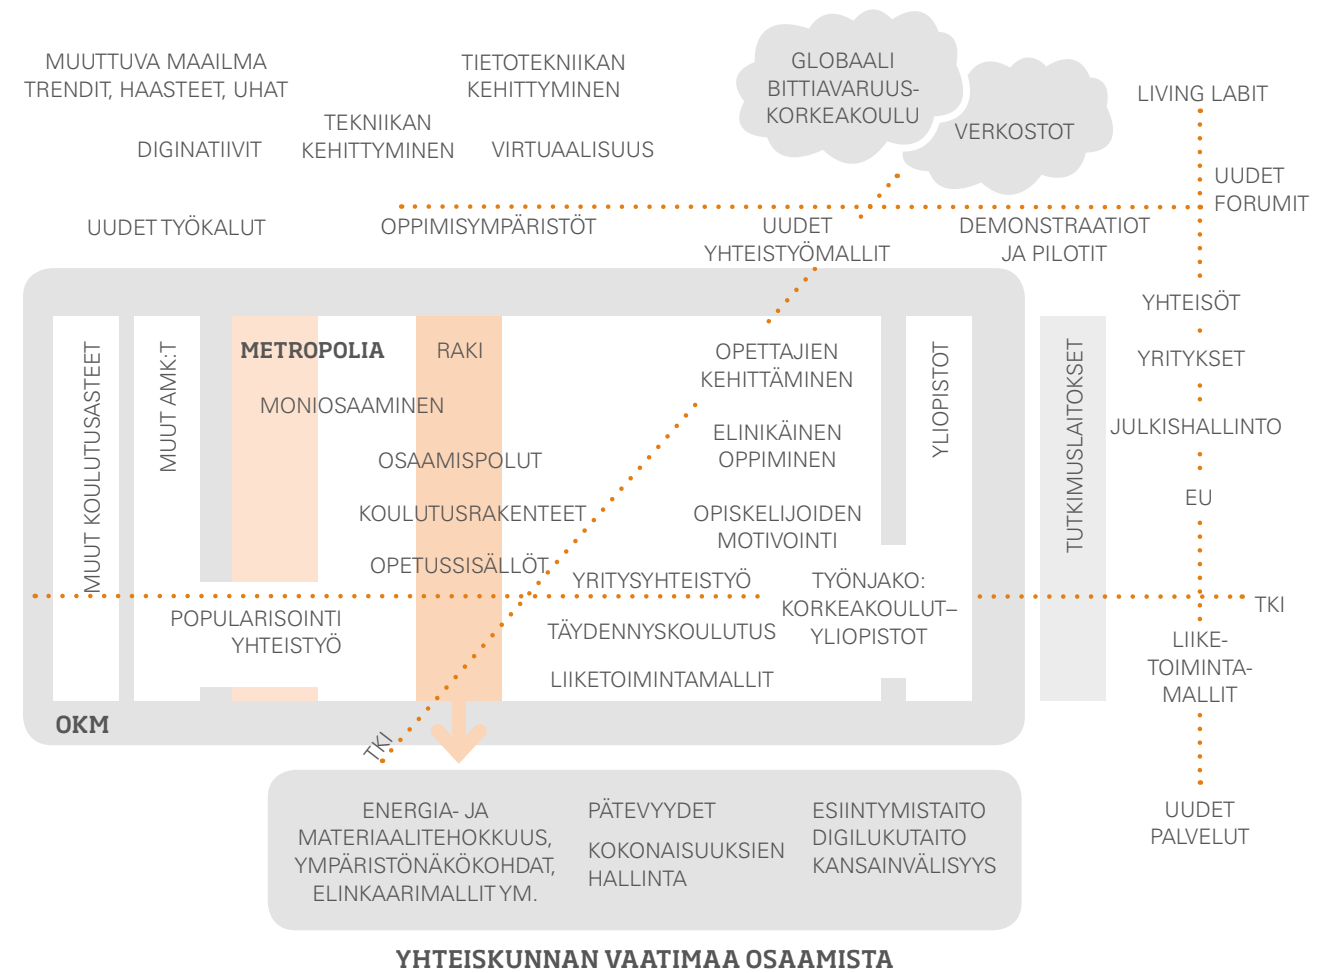 MUUTTUVA MAAILMA
TRENDIT, HAASTEET, UHAT
TIETOTEKNIIKAN
KEHITTYMINEN
TEKNIIKAN
KEHITTYMINEN
DIGINATIIVIT
VIRTUAALISUUS
GLOBAALI
BITTIAVARUUS-
KORKEAKOULU
VERKOSTOT
LIVING LABIT
UUDET
FORUMIT
UUDET TYÖKALUT
OPPIMISYMPÄRISTÖT
UUDET
YHTEISTYÖMALLIT
DEMONSTRAATIOT
JA PILOTIT
YHTEISÖT
YRITYKSET
JULKISHALLINTO
EU
TKI
LIIKE-
TOIMINTA-
MALLIT
UUDET
PALVELUT
MUUT KOULUTUSASTEET
MUUT AMK:T
METROPOLIA
RAKI
MONIOSAAMINEN
OSAAMISPOLUT
KOULUTUSRAKENTEET
OPETUSSISÄLLÖT
POPULARISOINTI
YHTEISTYÖ
OPETTAJIEN
KEHITTÄMINEN
ELINIKÄINEN
OPPIMINEN
OPISKELIJOIDEN
MOTIVOINTI
YRITYSYHTEISTYÖ
TÄYDENNYSKOULUTUS
LIIKETOIMINTAMALLIT
TYÖNJAKO:
KORKEAKOULUT–
YLIOPISTOT
YLIOPISTOT
TUTKIMUSLAITOKSET
OKM
TKI
ENERGIA- JA
MATERIAALITEHOKKUUS,
YMPÄRISTÖNÄKÖKOHDAT,
ELINKAARIMALLIT YM.
PÄTEVYYDET
KOKONAISUUKSIEN
HALLINTA
ESIINTYMISTAITO
DIGILUKUTAITO
KANSAINVÄLISYYS
YHTEISKUNNAN VAATIMAA OSAAMISTA